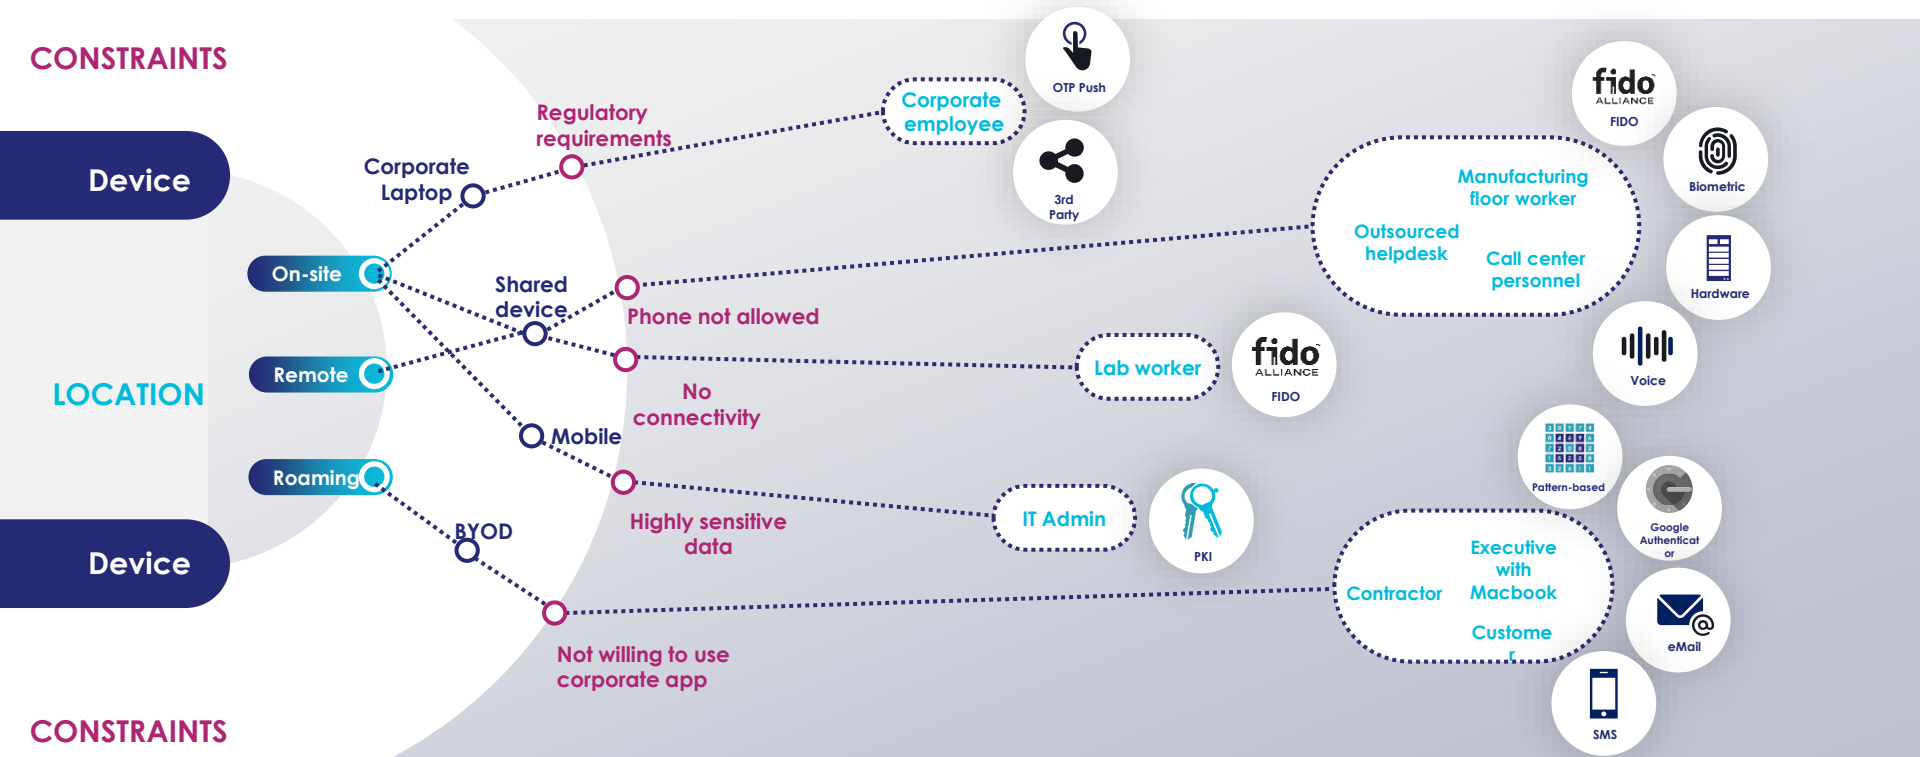 CONSTRAINTS
Device
LOCATION
Device
CONSTRAINTS
On-site
Remote
Roaming
Corporate
Laptop
Shared
device
Mobile
BYOD
Regulatory
requirements
Phone not allowed
No
connectivity
Highly sensitive
data
Not willing to use
corporate app
Corporate
employee
OTP Push
3rd
Party
Manufacturing
floor worker
Outsourced
helpdesk
Call center
personnel
fido
ALLIANCE
FIDO
Biometric
Hardware
Voice
Lab worker
fido
ALLIANCE
FIDO
IT Admin
PKI
Contractor
Executive
with
Macbook
Custome
r
Pattern-based
Google
Authenticat
or
@
eMail
SMS